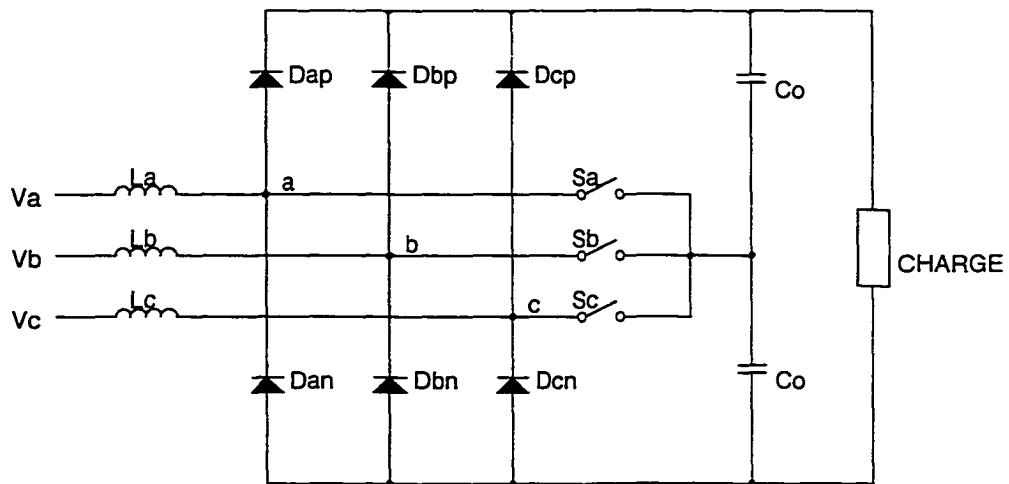 Dap
Dbp
Dcp
Co
La
Va
a
Sa
Lb
Vb
b
Sb
CHARGE
Lc
Vc
c
Sc
Dan
Dbn
Dcn
Co